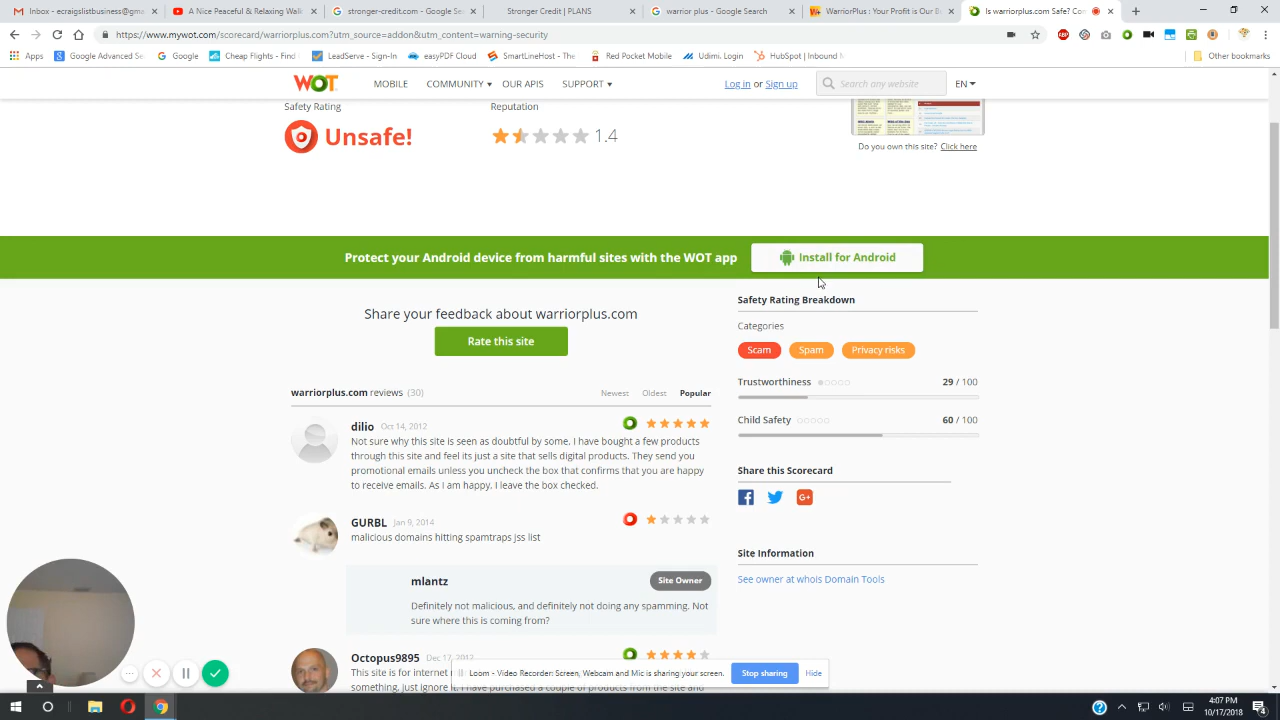 Inbox - ecraigslistbusiness@gm
A Nice Peaceful & Relaxing Walki
stronger-credit.com - Google Sea
Stronger Credit | PLANS
warrior plus - Google Search
WarriorPlus : Your Profit is Our B
Is warriorplus.com Safe? Co
https://www.mywot.com/scorecard/warriorplus.com?utm_source=addon&utm_content=warning-security
Apps
Google Advanced Se
Google
Cheap Flights - Find
LeadServe - Sign-In
easyPDF Cloud
SmartLineHost - The
Red Pocket Mobile
Udimi. Login
HubSpot | Inbound M
Other bookmarks
WOT
MOBILE
COMMUNITY
OUR APPS
SUPPORT
Log in or Sign up
Search any website
EN
Safety Rating
Reputation
Unsafe!
1.4
Do you own this site? Click here
Protect your Android device from harmful sites with the WOT app
Install for Android
Share your feedback about warriorplus.com
Rate this site
warriorplus.com reviews (30)
Newest
Oldest
Popular
dilio Oct 14, 2012
Not sure why this site is seen as doubtful by some. I have bought a few products
through this site and feel its just a site that sells digital products. They send you
promotional emails unless you uncheck the box that confirms that you are happy
to receive emails. As I am happy, I leave the box checked.
GURBL Jan 9, 2014
malicious domains hitting spamtraps jss list
mlantz
Site Owner
Definitely not malicious, and definitely not doing any spamming. Not
sure where this is coming from?
Octopus9895 Dec 17, 2012
This site is for internet
something, just ignore i
I have purchased a couple of products from the site and
Safety Rating Breakdown
Categories
Scam
Spam
Privacy risks
Trustworthiness
29 / 100
Child Safety
60 / 100
Share this Scorecard
Site Information
See owner at whois Domain Tools
Loom - Video Recorder: Screen, Webcam and Mic is sharing your screen.
Stop sharing
Hide
4:07 PM
10/17/2018